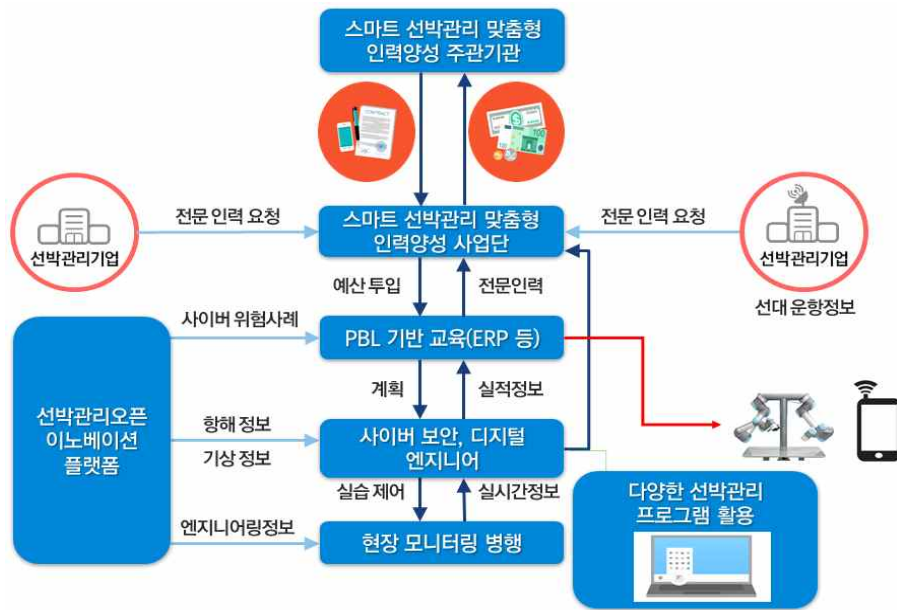 스마트 선박관리 맞춤형
인력양성 주관기관
CONTRACT
100
전문 인력 요청
스마트 선박관리 맞춤형
인력양성 사업단
전문 인력 요청
선박관리기업
선박관리기업
예산 투입
전문인력
선대 운항정보
사이버 위험사례
PBL 기반 교육(ERP 등)
계획
실적정보
선박관리오픈
이노베이션
플랫폼
항해 정보
기상 정보
사이버 보안, 디지털
엔지니어
실습 제어
실시간정보
다양한 선박관리
프로그램 활용
엔지니어링정보
현장 모니터링 병행